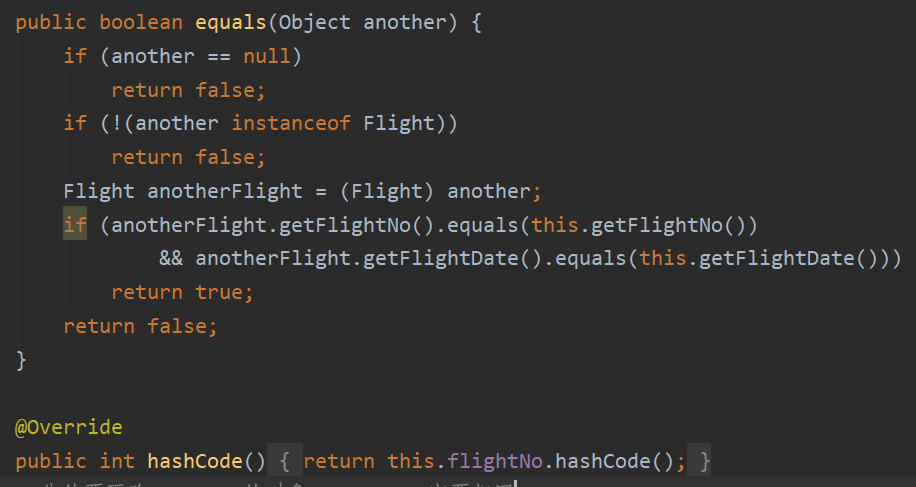 public boolean equals(Object another) {
if (another == null)
return false;
if (!(another instanceof Flight))
return false;
Flight anotherFlight = (Flight) another;
if (anotherFlight.getFlightNo().equals(this.getFlightNo())
&& anotherFlight.getFlightDate().equals(this.getFlightDate()))
return true;
return false;
}
@Override
public int hashCode() { return this.flightNo.hashCode(); }